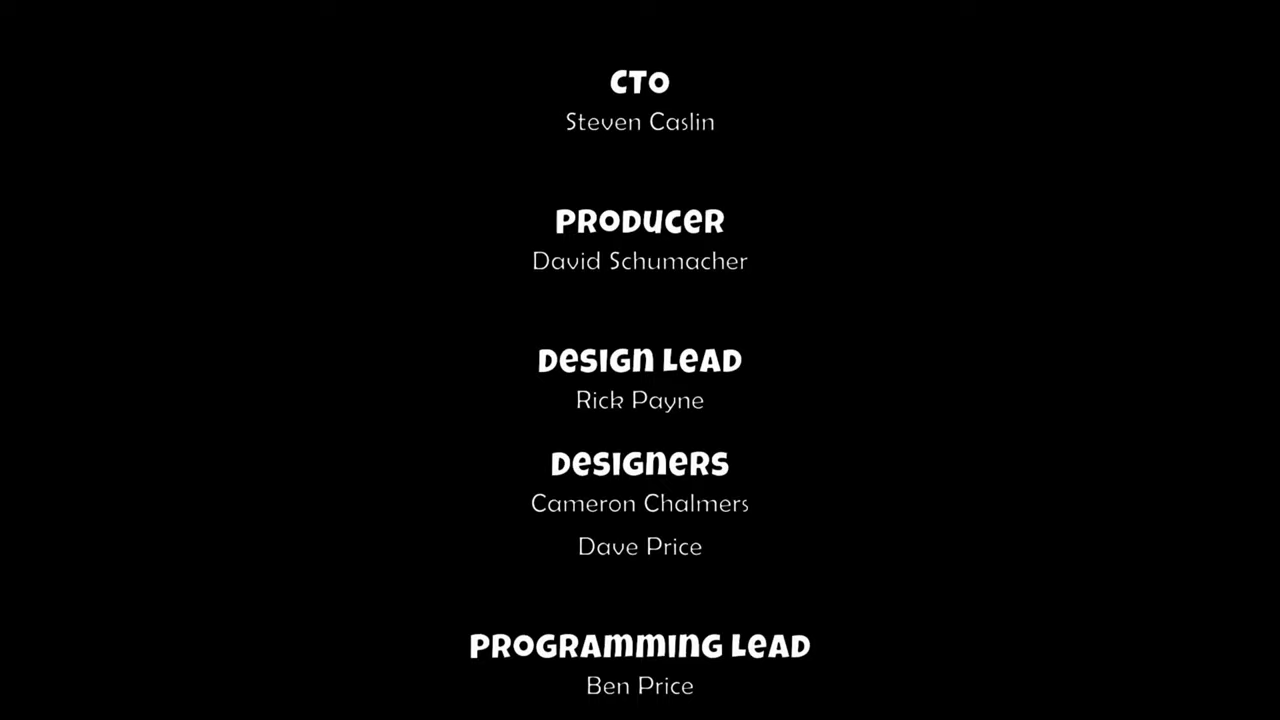 CTO
Steven Caslin
PRODUCER
David Schumacher
DESIGN LEAD
Rick Payne
DESIGNERS
Cameron Chalmers
Dave Price
PROGRAMMING LEAD
Ben Price